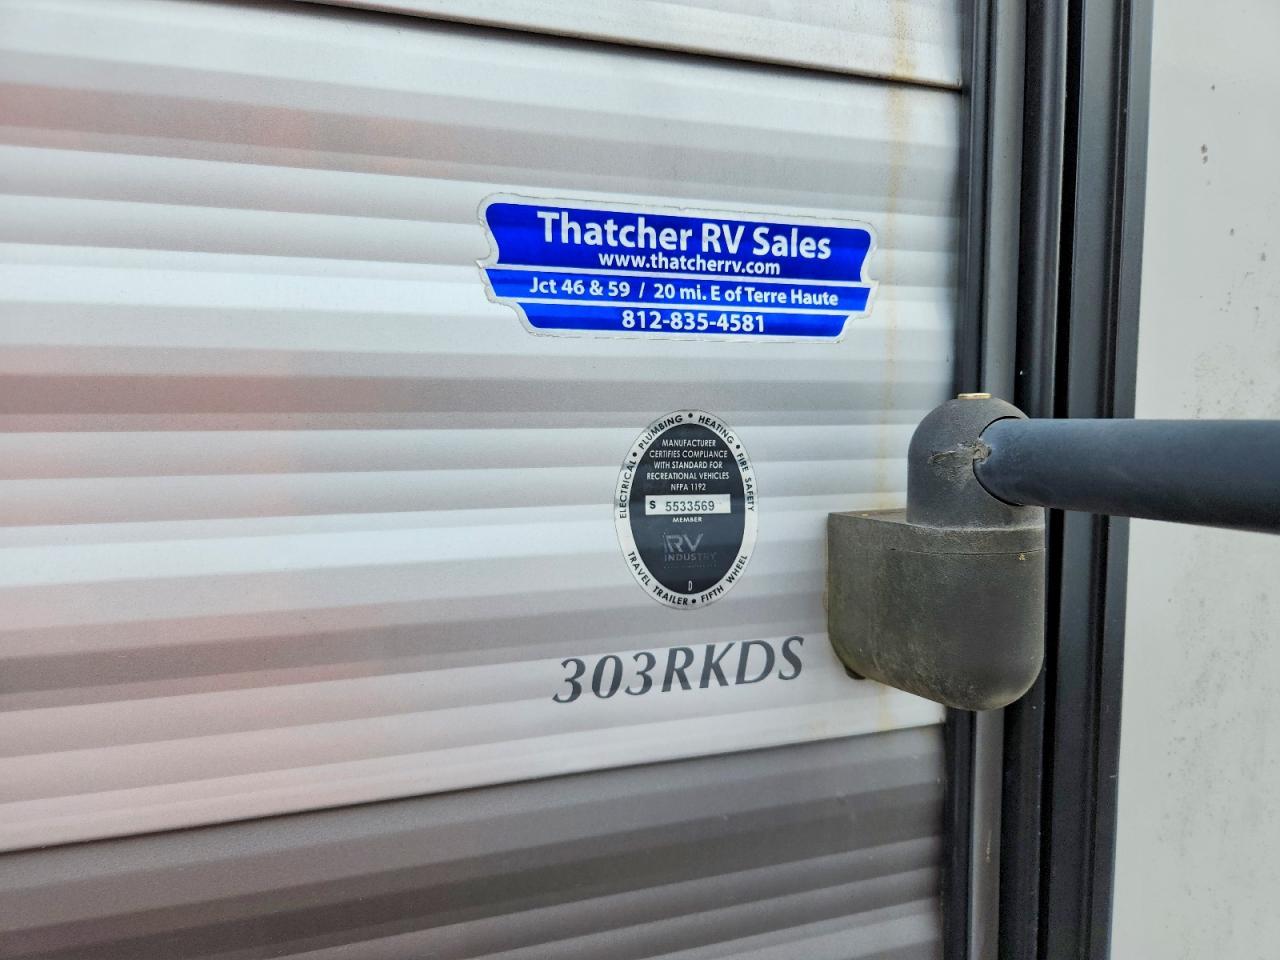 Thatcher RV Sales
www.thatcherrv.com
Jct 46 & 59 / 20 mi. E of Terre Haute
812-835-4581
ELECTRICAL • PLUMBING • HEATING • FIRE SAFETY
MANUFACTURER
CERTIFIES COMPLIANCE
WITH STANDARD FOR
RECREATIONAL VEHICLES
NFPA 1192
S 5533569
MEMBER
RV
INDUSTRY
D
TRAVEL TRAILER • FIFTH WHEEL
303RKDS